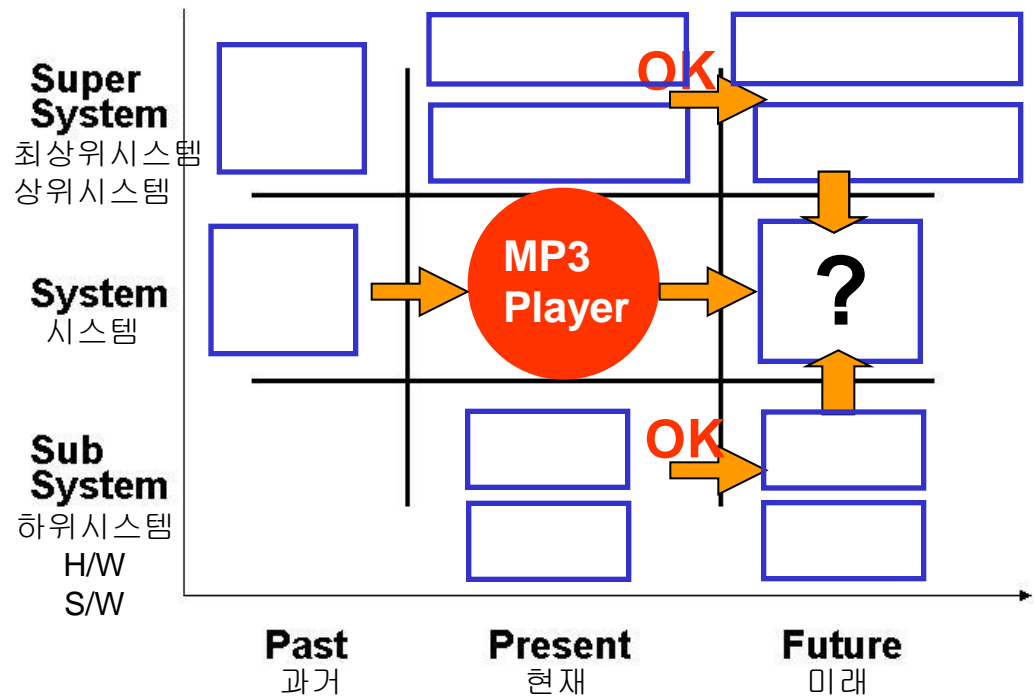 OK
Super
System
최상위시스템
상위시스템
MP3
Player
?
System
시스템
OK
Sub
System
하위시스템
H/W
S/W
Past
과거
Present
현재
Future
미래